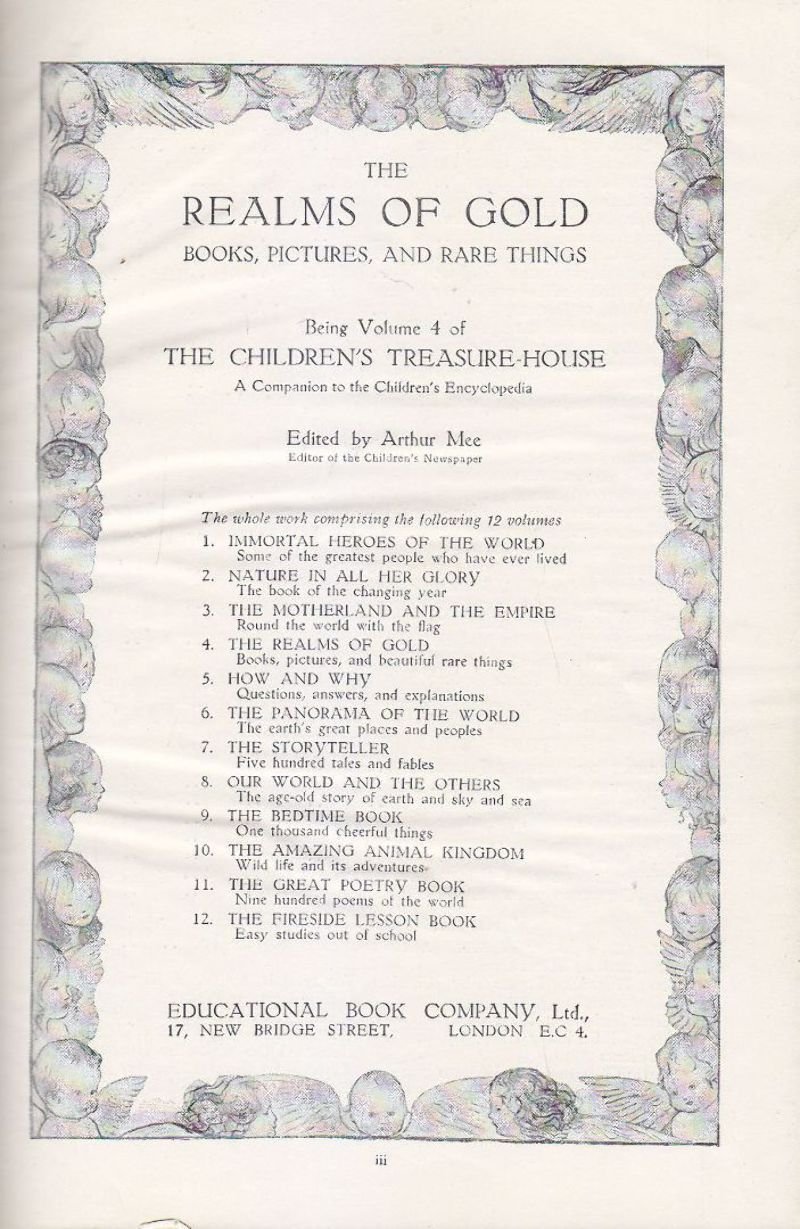 THE
REALMS OF GOLD
BOOKS, PICTURES, AND RARE THINGS
Being Volume 4 of
THE CHILDREN'S TREASURE-HOUSE
A Companion to the Children's Encyclopedia
Edited by Arthur Mee
Editor of the Children's Newspaper
The whole work comprising the following 12 volumes
1. IMMORTAL HEROES OF THE WORLD
Some of the greatest people who have ever lived
2. NATURE IN ALL HER GLORY
The book of the changing year
3. THE MOTHERLAND AND THE EMPIRE
Round the world with the flag
4. THE REALMS OF GOLD
Books, pictures, and beautiful rare things
5. HOW AND WHY
Questions, answers, and explanations
6. THE PANORAMA OF THE WORLD
The earth's great places and peoples
7. THE STORYTELLER
Five hundred tales and fables
8. OUR WORLD AND THE OTHERS
The age-old story of earth and sky and sea
9. THE BEDTIME BOOK
One thousand cheerful things
10. THE AMAZING ANIMAL KINGDOM
Wild life and its adventures
11. THE GREAT POETRY BOOK
Nine hundred poems of the world
12. THE FIRESIDE LESSON BOOK
Easy studies out of school
EDUCATIONAL BOOK COMPANY, Ltd.,
17, NEW BRIDGE STREET, LONDON E.C 4.
iii